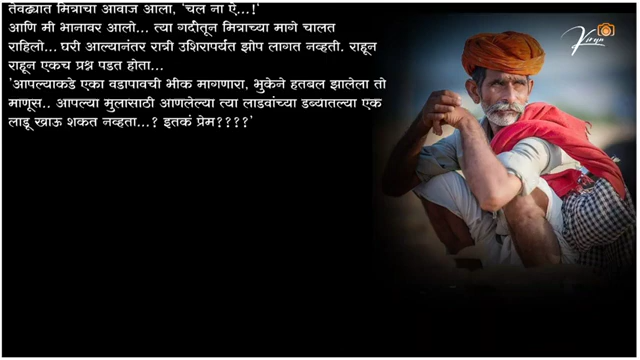 तेवढ्यात मित्राचा आवाज आला, 'चल ना ऐ...!'
आणि मी भानावर आलो... त्या गर्दीतून मित्राच्या मागे चालत
राहिलो... घरी आल्यानंतर रात्री उशिरापर्यंत झोप लागत नव्हती. राहून
राहून एकच प्रश्न पडत होता...
'आपल्याकडे एका वडापावची भीक मागणारा, भुकेने हतबल झालेला तो
माणूस.. आपल्या मुलासाठी आणलेल्या त्या लाडवांच्या डब्यातल्या एक
लाडू खाऊ शकत नव्हता...? इतकं प्रेम????'